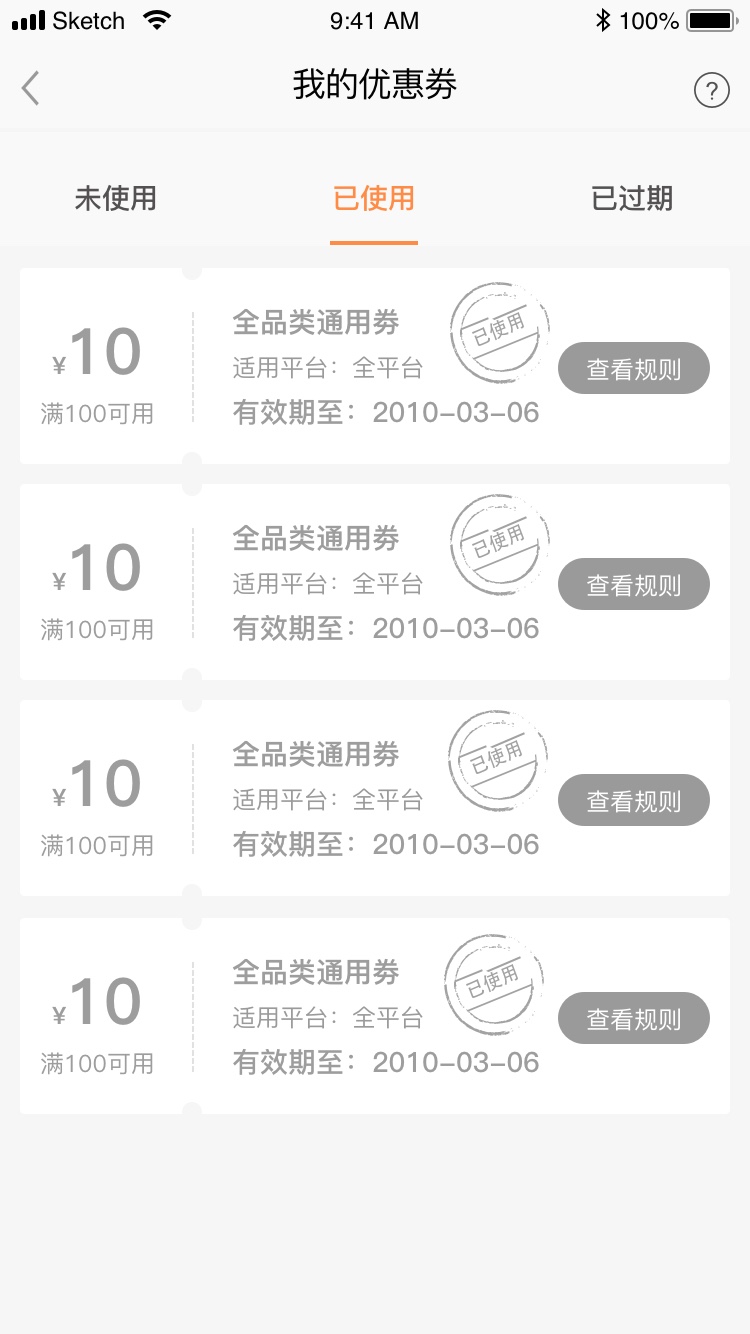 Sketch 9:41 AM 100%
我的优惠劵
?
未使用 已使用 已过期
全品类通用劵
已使用
¥10
适用平台：全平台
查看规则
满100可用
有效期至：2010-03-06
全品类通用劵
已使用
¥10
适用平台：全平台
查看规则
满100可用
有效期至：2010-03-06
全品类通用劵
已使用
¥10
适用平台：全平台
查看规则
满100可用
有效期至：2010-03-06
全品类通用劵
已使用
¥10
适用平台：全平台
查看规则
满100可用
有效期至：2010-03-06